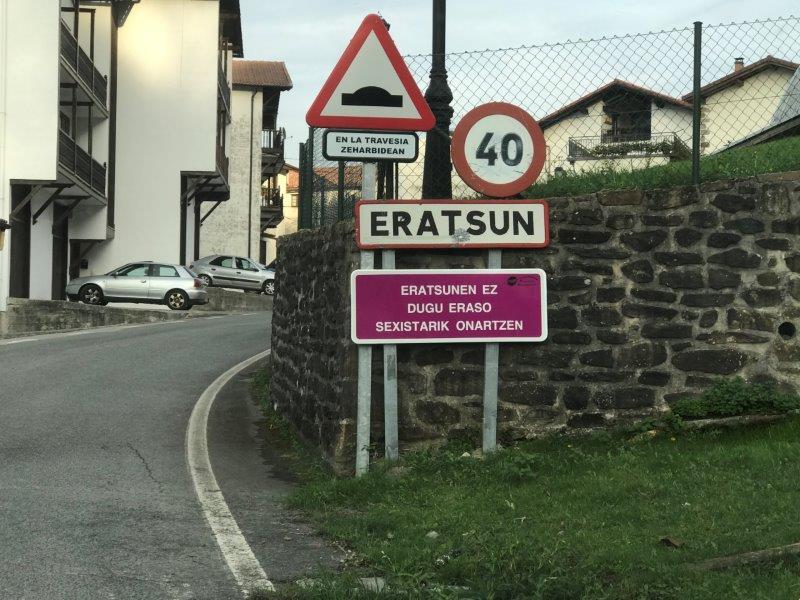 EN LA TRAVESIA
ZEHARBIDEAN
40
ERATSUN
ERATSUNEN EZ
DUGU ERASO
SEXISTARIK ONARTZEN